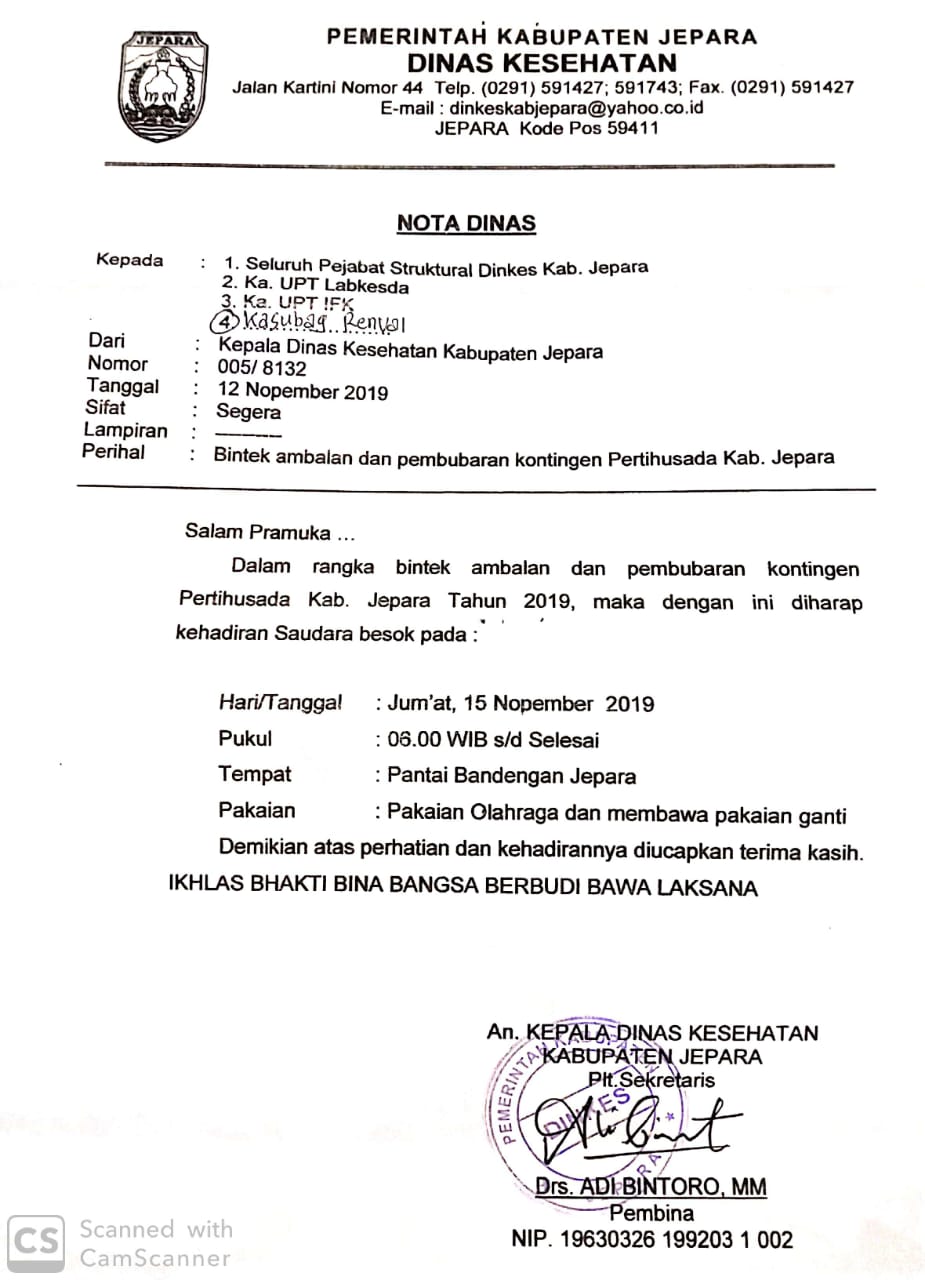 JEPARA
PEMERINTAH KABUPATEN JEPARA
DINAS KESEHATAN
Jalan Kartini Nomor 44 Telp. (0291) 591427; 591743; Fax. (0291) 591427
E-mail : dinkeskabjepara@yahoo.co.id
JEPARA Kode Pos 59411
NOTA DINAS
Kepada : 1. Seluruh Pejabat Struktural Dinkes Kab. Jepara
2. Ka. UPT Labkesda
3. Ka. UPT IFK
4 Kasubag Renval
Dari : Kepala Dinas Kesehatan Kabupaten Jepara
Nomor : 005/ 8132
Tanggal : 12 Nopember 2019
Sifat : Segera
Lampiran : ———
Perihal : Bintek ambalan dan pembubaran kontingen Pertihusada Kab. Jepara
Salam Pramuka ...
Dalam rangka bintek ambalan dan pembubaran kontingen
Pertihusada Kab. Jepara Tahun 2019, maka dengan ini diharap
kehadiran Saudara besok pada :
Hari/Tanggal : Jum'at, 15 Nopember 2019
Pukul : 06.00 WIB s/d Selesai
Tempat : Pantai Bandengan Jepara
Pakaian : Pakaian Olahraga dan membawa pakaian ganti
Demikian atas perhatian dan kehadirannya diucapkan terima kasih.
IKHLAS BHAKTI BINA BANGSA BERBUDI BAWA LAKSANA
An. KEPALA DINAS KESEHATAN
KABUPATEN JEPARA
Plt.Sekretaris
PEMERINTAH KABUPATEN
DINKES
JEPARA
Drs. ADI BINTORO, MM
Pembina
NIP. 19630326 199203 1 002
CS Scanned with
CamScanner